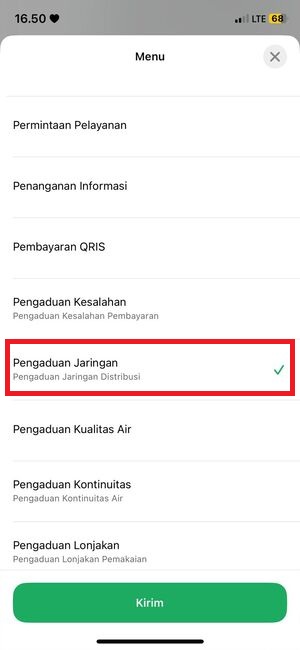 16.50
LTE 68
Menu
Permintaan Pelayanan
Penanganan Informasi
Pembayaran QRIS
Pengaduan Kesalahan
Pengaduan Kesalahan Pembayaran
Pengaduan Jaringan
Pengaduan Jaringan Distribusi
Pengaduan Kualitas Air
Pengaduan Kontinuitas
Pengaduan Kontinuitas Air
Pengaduan Lonjakan
Pengaduan Lonjakan Pemakaian
Kirim